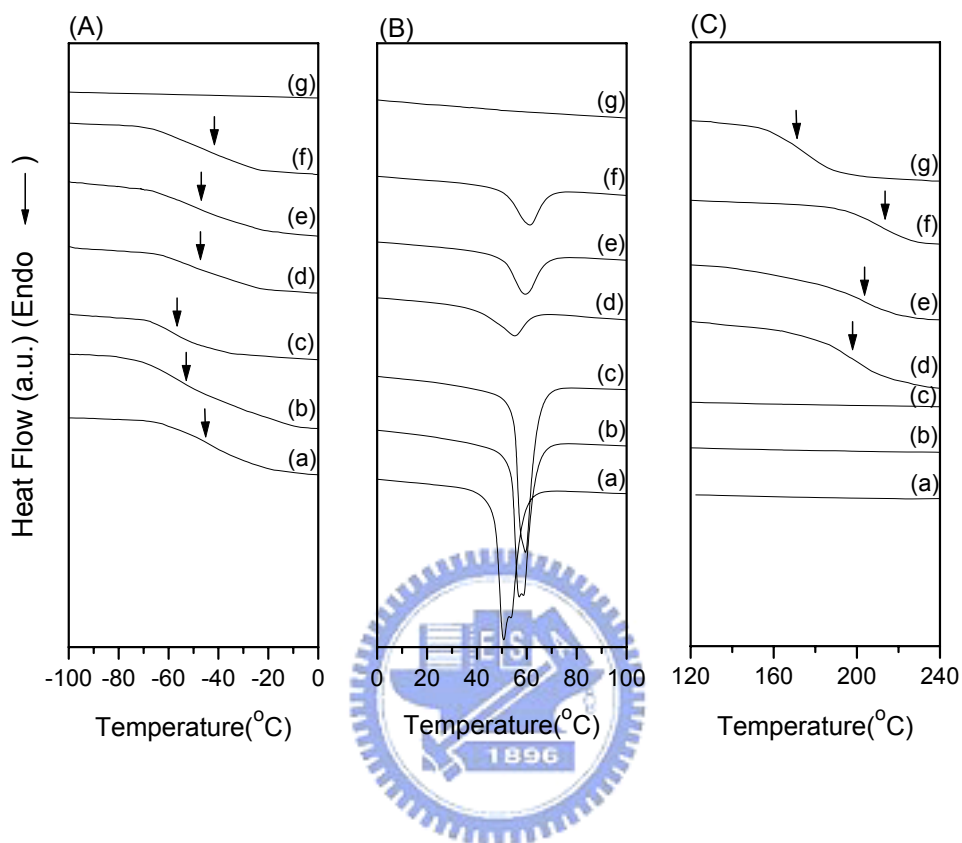 (A)
(g)
(f)
(e)
(d)
(c)
(b)
(a)
Heat Flow (a.u.) (Endo →)
-100 -80 -60 -40 -20 0
Temperature(°C)
(B)
(g)
(f)
(e)
(d)
(c)
(b)
(a)
0 20 40 60 80 100
Temperature(°C)
ES
1896
(C)
(g)
(f)
(e)
(d)
(c)
(b)
(a)
120 160 200 240
Temperature(°C)